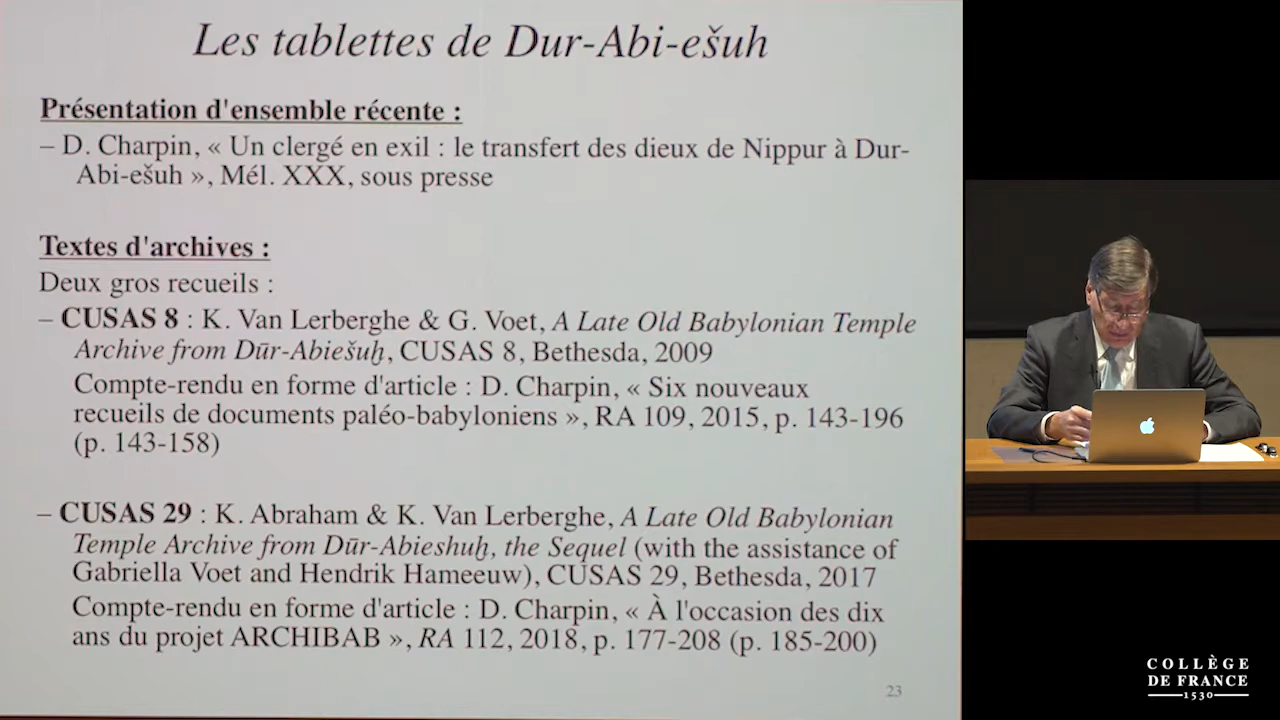 Les tablettes de Dur-Abi-ešuh
Présentation d'ensemble récente :
– D. Charpin, « Un clergé en exil : le transfert des dieux de Nippur à Dur-
Abi-ešuh », Mél. XXX, sous presse
Textes d'archives :
Deux gros recueils :
– CUSAS 8 : K. Van Lerberghe & G. Voet, A Late Old Babylonian Temple
Archive from Dūr-Abiešuḫ, CUSAS 8, Bethesda, 2009
Compte-rendu en forme d'article : D. Charpin, « Six nouveaux
recueils de documents paléo-babyloniens », RA 109, 2015, p. 143-196
(p. 143-158)
– CUSAS 29 : K. Abraham & K. Van Lerberghe, A Late Old Babylonian
Temple Archive from Dūr-Abieshuḫ, the Sequel (with the assistance of
Gabriella Voet and Hendrik Hameeuw), CUSAS 29, Bethesda, 2017
Compte-rendu en forme d'article : D. Charpin, « À l'occasion des dix
ans du projet ARCHIBAB », RA 112, 2018, p. 177-208 (p. 185-200)
23
COLLÈGE
DE FRANCE
1530